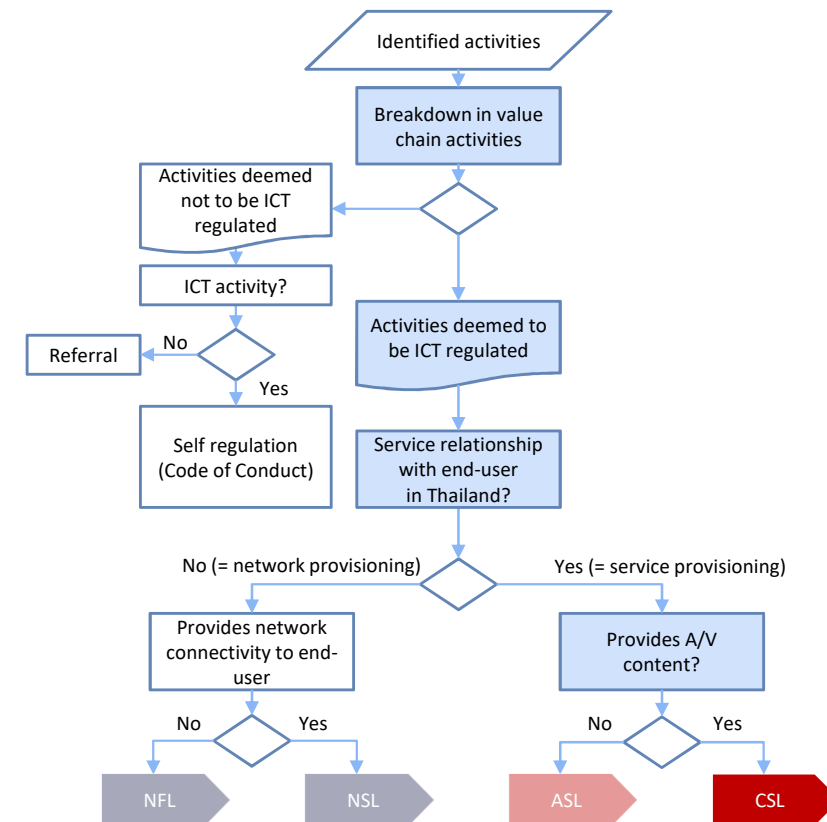 Identified activities
Breakdown in value
chain activities
Activities deemed
not to be ICT
regulated
ICT activity?
No
Referral
Yes
Self regulation
(Code of Conduct)
Activities deemed to
be ICT regulated
Service relationship
with end-user
in Thailand?
No (= network provisioning)
Yes (= service provisioning)
Provides network
connectivity to end-
user
Provides A/V
content?
No
Yes
No
Yes
NFL
NSL
ASL
CSL